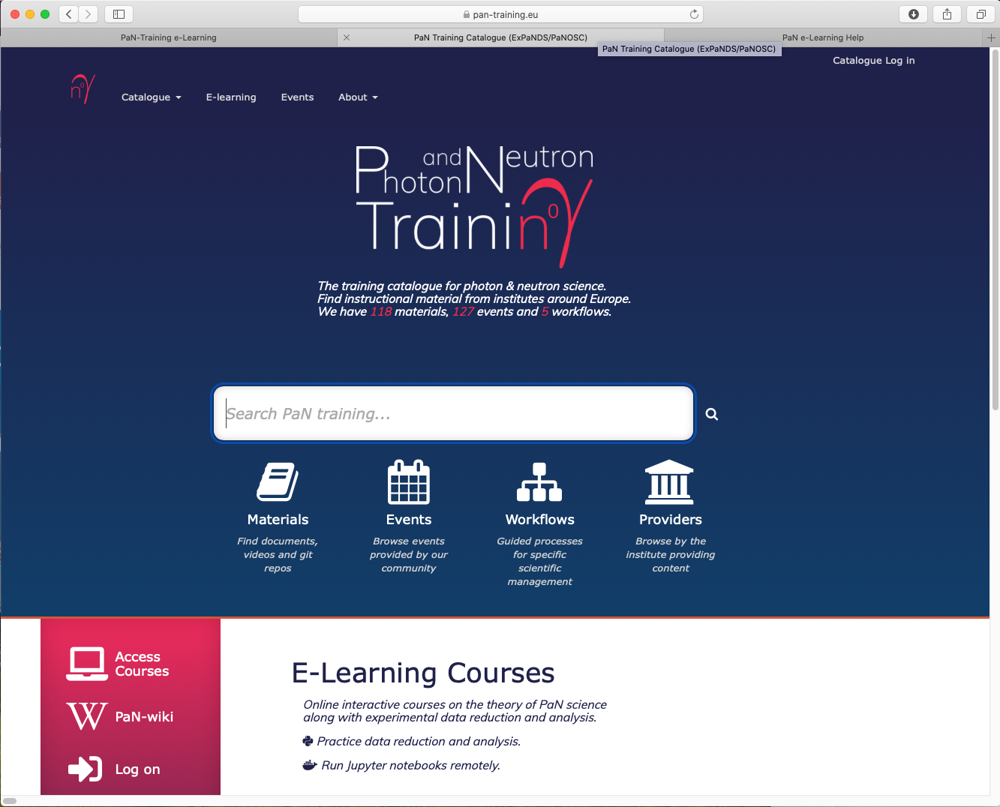 pan-training.eu
PaN-Training e-Learning
PaN Training Catalogue (ExPaNDS/PaNOSC)
PaN e-Learning Help
PaN Training Catalogue (ExPaNDS/PaNOSC)
Catalogue Log in
n0γ
Catalogue
E-learning
Events
About
Photon and Neutron
Traininn0γ
The training catalogue for photon & neutron science.
Find instructional material from institutes around Europe.
We have 118 materials, 127 events and 5 workflows.
Search PaN training...
Materials
Find documents,
videos and git
repos
Events
Browse events
provided by our
community
Workflows
Guided processes
for specific
scientific
management
Providers
Browse by the
institute providing
content
Access
Courses
PaN-wiki
Log on
E-Learning Courses
Online interactive courses on the theory of PaN science
along with experimental data reduction and analysis.
Practice data reduction and analysis.
Run Jupyter notebooks remotely.